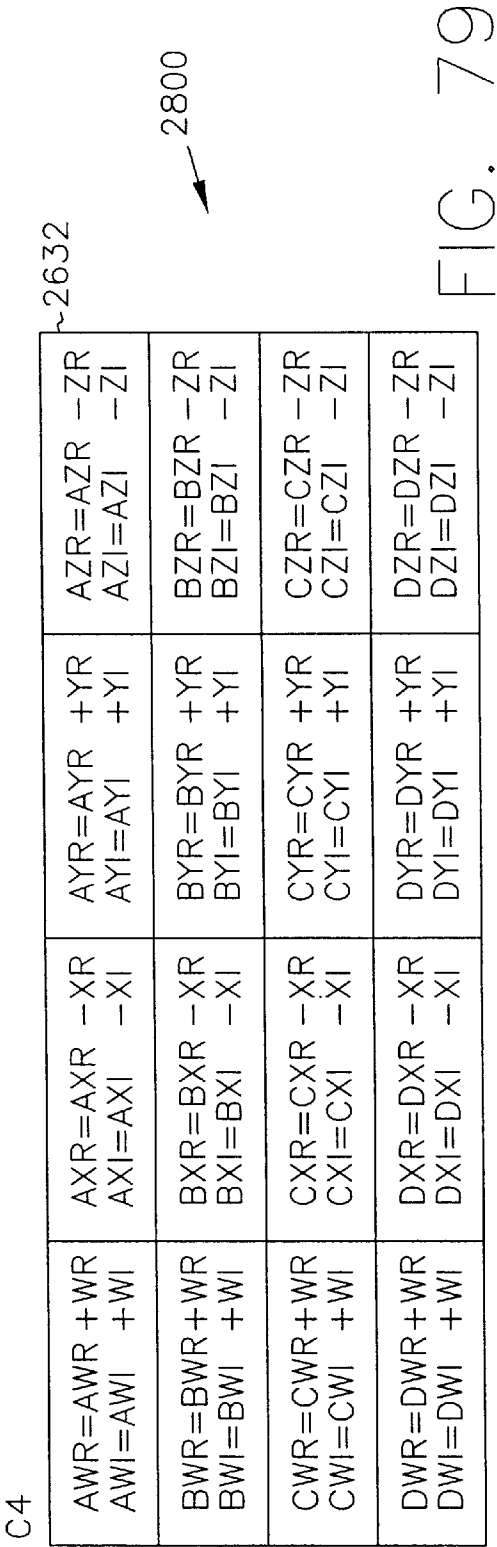 C4
AWR=AWR +WR
AWI=AWI +WI
AXR=AXR −XR
AXI=AXI −XI
AYR=AYR +YR
AYI=AYI +YI
AZR=AZR −ZR
AZI=AZI −ZI
~2632
BWR=BWR+WR
BWI=BWI +WI
BXR=BXR −XR
BXI=BXI −XI
BYR=BYR +YR
BYI=BYI +YI
BZR=BZR −ZR
BZI=BZI −ZI
CWR=CWR+WR
CWI=CWI +WI
CXR=CXR −XR
CXI=CXI −XI
CYR=CYR +YR
CYI=CYI +YI
CZR=CZR −ZR
CZI=CZI −ZI
DWR=DWR+WR
DWI=DWI +WI
DXR=DXR −XR
DXI=DXI −XI
DYR=DYR +YR
DYI=DYI +YI
DZR=DZR −ZR
DZI=DZI −ZI
2800
FIG. 79